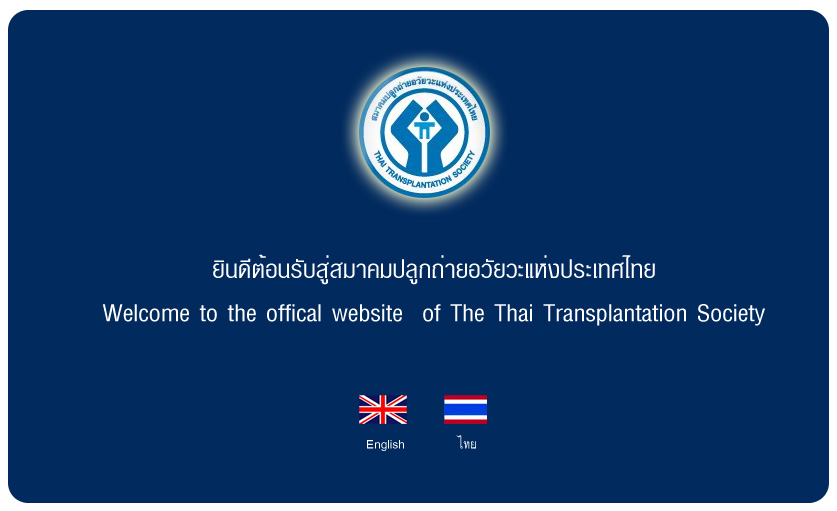 สมาคมปลูกถ่ายอวัยวะแห่งประเทศไทย
THAI TRANSPLANTATION SOCIETY
ยินดีต้อนรับสู่สมาคมปลูกถ่ายอวัยวะแห่งประเทศไทย
Welcome to the offical website of The Thai Transplantation Society
English
ไทย